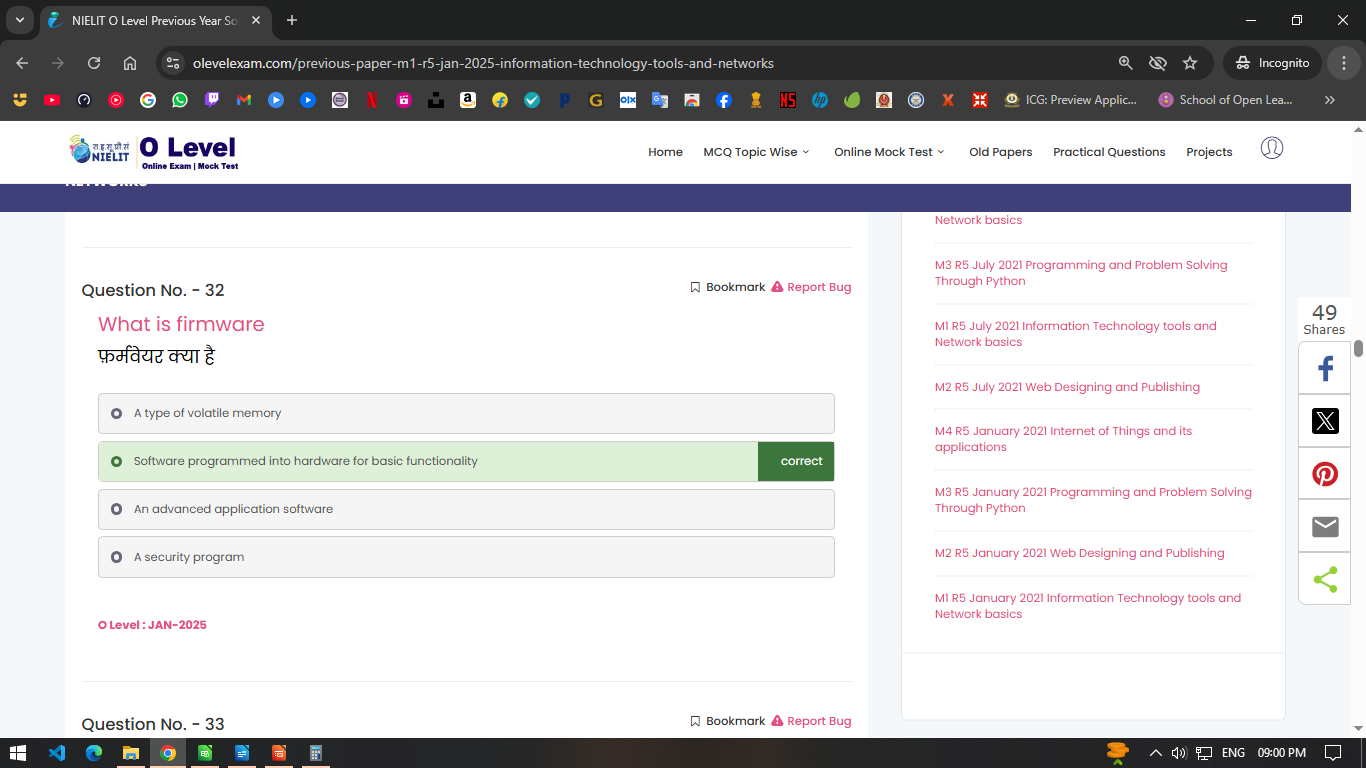 NIELIT O Level Previous Year So
olevelexam.com/previous-paper-m1-r5-jan-2025-information-technology-tools-and-networks
Incognito
ICG: Preview Applic...
School of Open Lea...
NIELIT
O Level
Online Exam | Mock Test
Home
MCQ Topic Wise
Online Mock Test
Old Papers
Practical Questions
Projects
NETWORKS
Question No. - 32
Bookmark
Report Bug
What is firmware
फ़र्मवेयर क्या है
A type of volatile memory
Software programmed into hardware for basic functionality
correct
An advanced application software
A security program
O Level : JAN-2025
Question No. - 33
Bookmark
Report Bug
Network basics
M3 R5 July 2021 Programming and Problem Solving
Through Python
M1 R5 July 2021 Information Technology tools and
Network basics
M2 R5 July 2021 Web Designing and Publishing
M4 R5 January 2021 Internet of Things and its
applications
M3 R5 January 2021 Programming and Problem Solving
Through Python
M2 R5 January 2021 Web Designing and Publishing
M1 R5 January 2021 Information Technology tools and
Network basics
49
Shares
ENG
09:00 PM